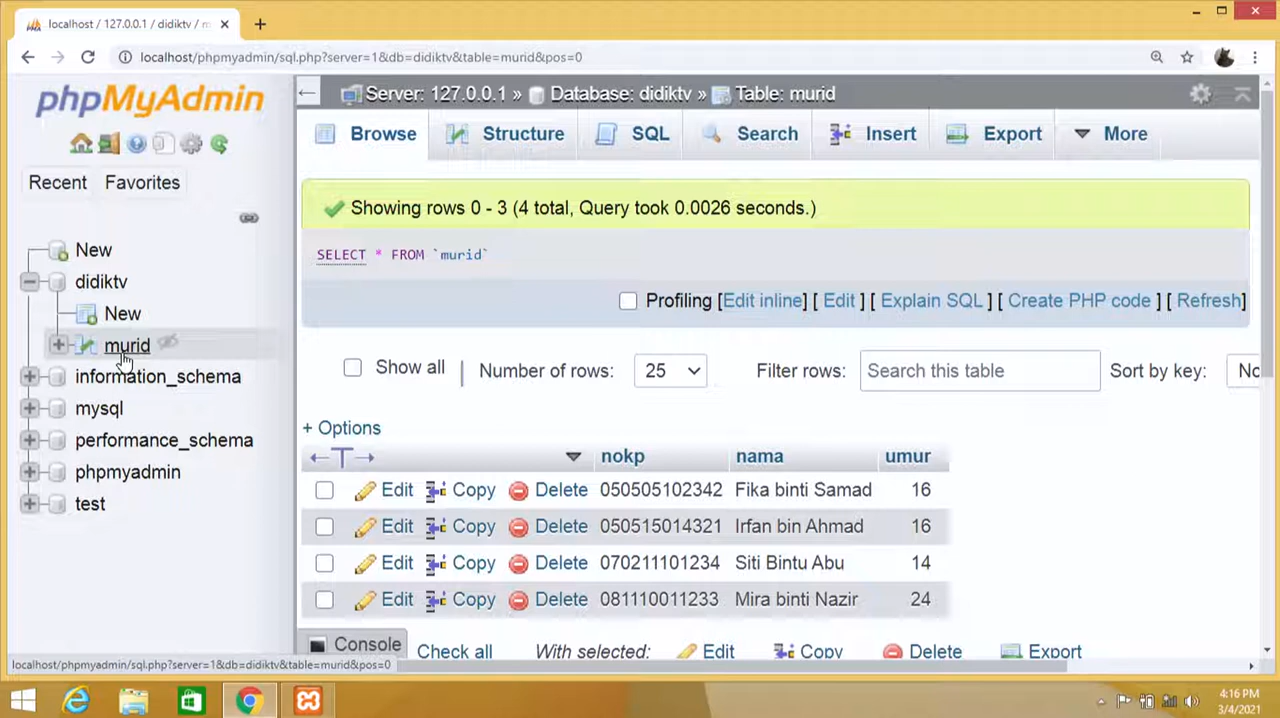 localhost / 127.0.0.1 / didiktv /
localhost/phpmyadmin/sql.php?server=1&db=didiktv&table=murid&pos=0
phpMyAdmin
Recent Favorites
New
didiktv
New
murid
information_schema
mysql
performance_schema
phpmyadmin
test
Server: 127.0.0.1 » Database: didiktv » Table: murid
Browse Structure SQL Search Insert Export More
Showing rows 0 - 3 (4 total, Query took 0.0026 seconds.)
SELECT * FROM `murid`
Profiling [Edit inline] [ Edit ] [ Explain SQL ] [ Create PHP code ] [ Refresh]
Show all | Number of rows: 25 Filter rows: Search this table Sort by key: No
+ Options
←T→ nokp nama umur
Edit Copy Delete 050505102342 Fika binti Samad 16
Edit Copy Delete 050515014321 Irfan bin Ahmad 16
Edit Copy Delete 070211101234 Siti Bintu Abu 14
Edit Copy Delete 081110011233 Mira binti Nazir 24
Console Check all With selected: Edit Copy Delete Export
localhost/phpmyadmin/sql.php?server=1&db=didiktv&table=murid&pos=0
4:16 PM
3/4/2021